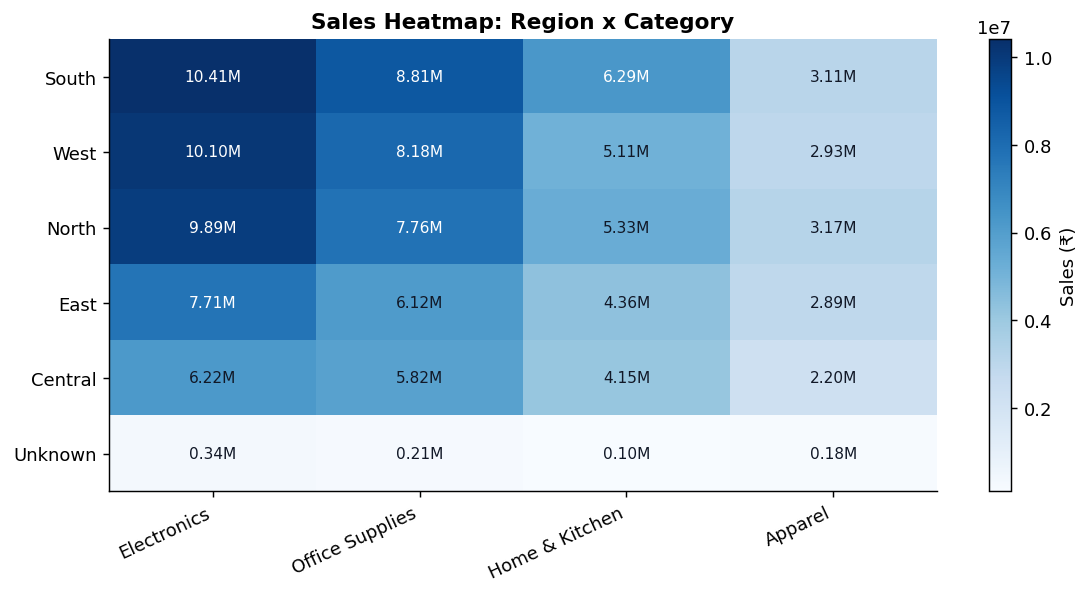 Sales Heatmap: Region x Category
1e7
South 10.41M 8.81M 6.29M 3.11M
West 10.10M 8.18M 5.11M 2.93M
North 9.89M 7.76M 5.33M 3.17M
East 7.71M 6.12M 4.36M 2.89M
Central 6.22M 5.82M 4.15M 2.20M
Unknown 0.34M 0.21M 0.10M 0.18M
Electronics Office Supplies Home & Kitchen Apparel
1.0
0.8
0.6
0.4
0.2
Sales (₹)